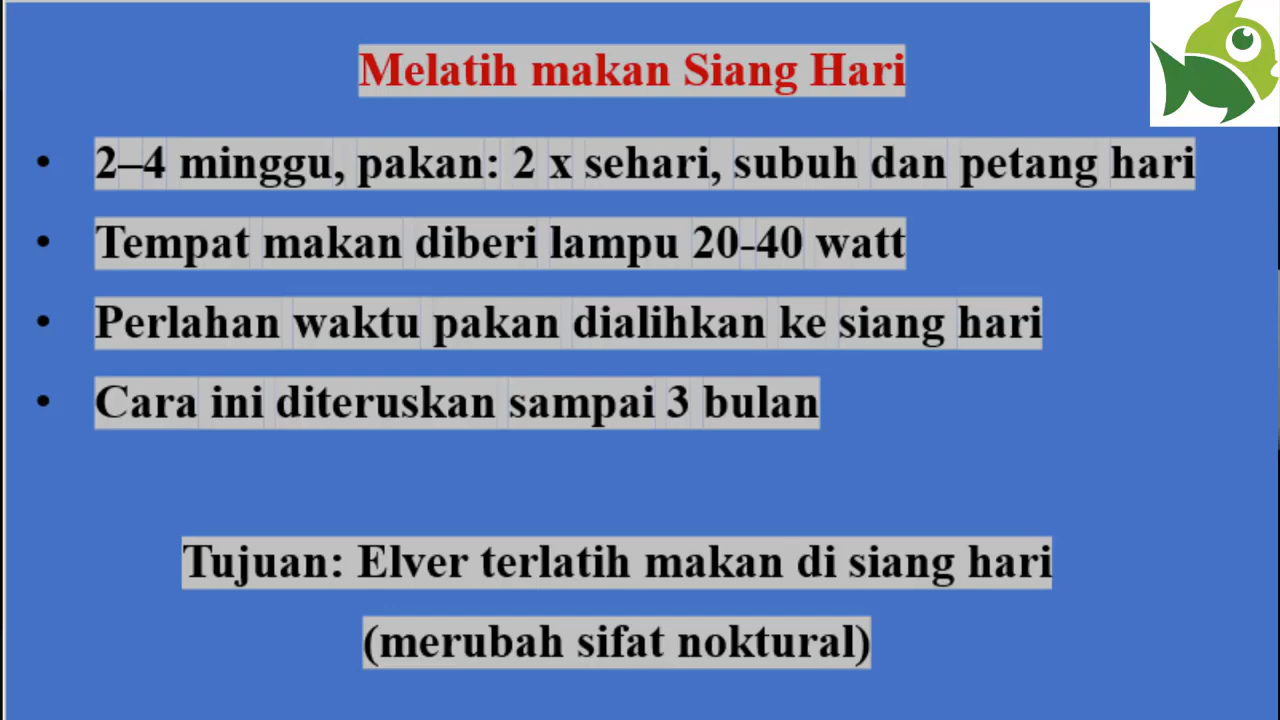 Melatih makan Siang Hari
• 2–4 minggu, pakan: 2 x sehari, subuh dan petang hari
• Tempat makan diberi lampu 20-40 watt
• Perlahan waktu pakan dialihkan ke siang hari
• Cara ini diteruskan sampai 3 bulan
Tujuan: Elver terlatih makan di siang hari
(merubah sifat noktural)